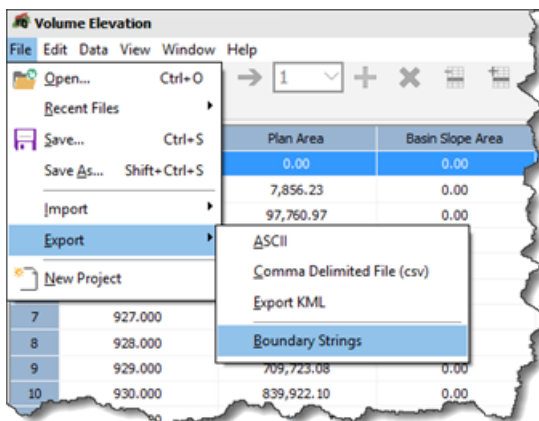 Volume Elevation
File Edit Data View Window Help
Open... Ctrl+O
1
Recent Files
Save... Ctrl+S
Plan Area Basin Slope Area
0.00 0.00
Save As... Shift+Ctrl+S
7,856.23 0.00
Import
97,760.97 0.00
Export
ASCII
New Project
Comma Delimited File (csv)
Export KML
7 927.000
Boundary Strings
8 928.000
9 929.000 709,723.08 0.00
10 930.000 839,922.10 0.00